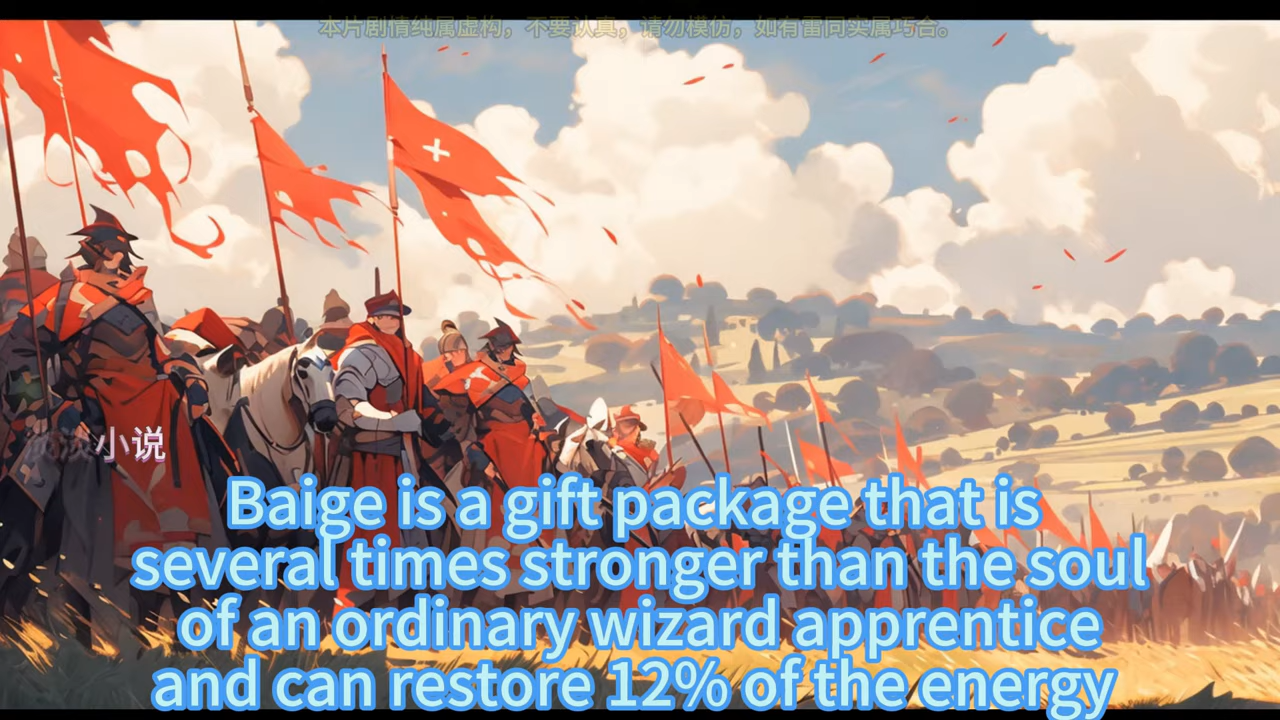 本片剧情纯属虚构，不要认真，请勿模仿，如有雷同实属巧合。
小说
Baige is a gift package that is
several times stronger than the soul
of an ordinary wizard apprentice
and can restore 12% of the energy